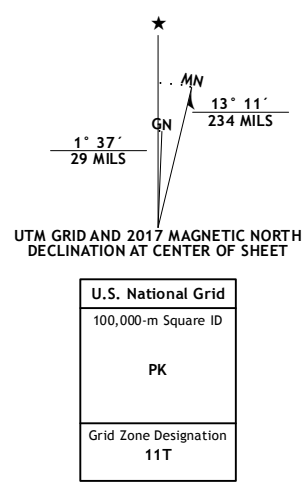 ★
MN
13° 11´
234 MILS
GN
1° 37´
29 MILS
UTM GRID AND 2017 MAGNETIC NORTH
DECLINATION AT CENTER OF SHEET
U.S. National Grid
100,000-m Square ID
PK
Grid Zone Designation
11T